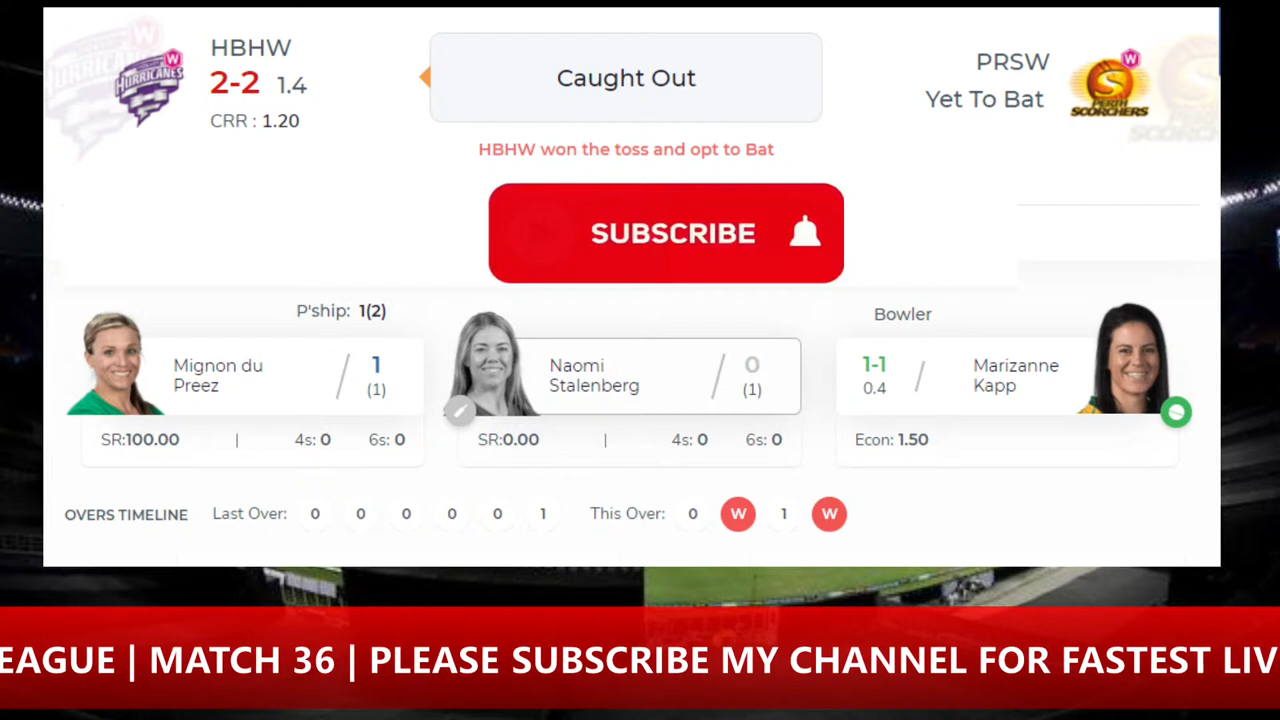 HBHW
2-2 1.4
CRR : 1.20
W
HURRICANES
Caught Out
HBHW won the toss and opt to Bat
PRSW
Yet To Bat
W
PERTH
SCORCHERS
SUBSCRIBE
P'ship: 1(2)
Mignon du
Preez
1
(1)
SR:100.00 | 4s: 0 6s: 0
Naomi
Stalenberg
0
(1)
SR:0.00 | 4s: 0 6s: 0
Bowler
1-1
0.4
Marizanne
Kapp
Econ: 1.50
OVERS TIMELINE Last Over: 0 0 0 0 0 1 This Over: 0 W 1 W
EAGUE | MATCH 36 | PLEASE SUBSCRIBE MY CHANNEL FOR FASTEST LIV